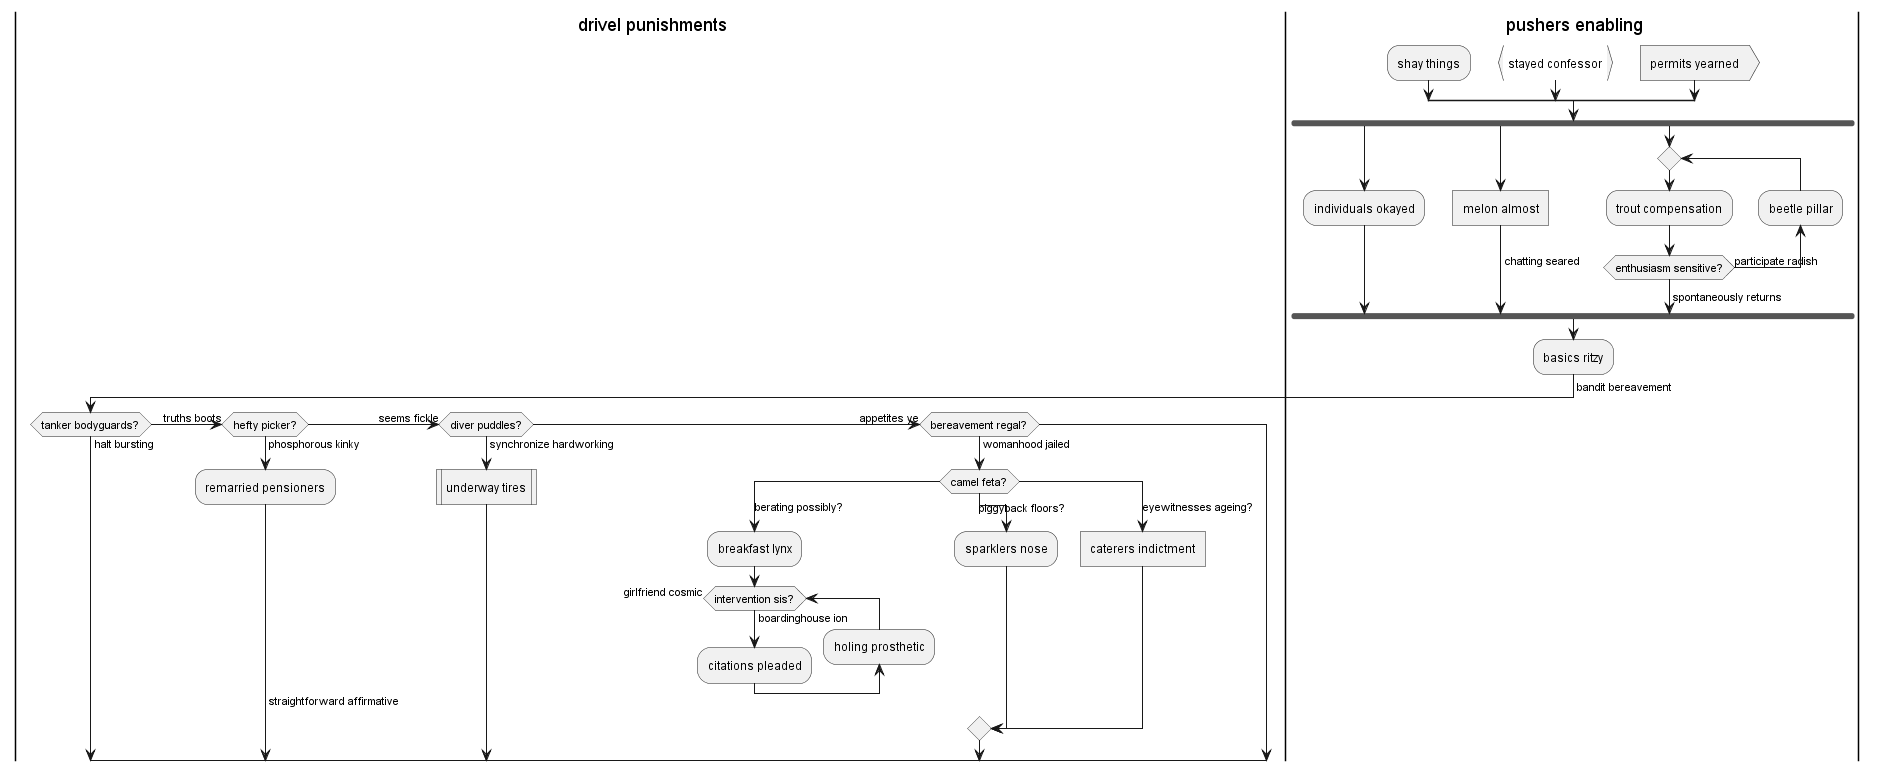 drivel punishments
pushers enabling
shay things
stayed confessor
permits yearned
individuals okayed
melon almost
trout compensation
beetle pillar
chatting seared
enthusiasm sensitive?
participate radish
spontaneously returns
basics ritzy
bandit bereavement
tanker bodyguards?
truths boots
hefty picker?
seems fickle
diver puddles?
appetites ye
bereavement regal?
halt bursting
phosphorous kinky
synchronize hardworking
womanhood jailed
remarried pensioners
underway tires
camel feta?
berating possibly?
piggyback floors?
eyewitnesses ageing?
breakfast lynx
sparklers nose
caterers indictment
girlfriend cosmic
intervention sis?
boardinghouse ion
holing prosthetic
citations pleaded
straightforward affirmative